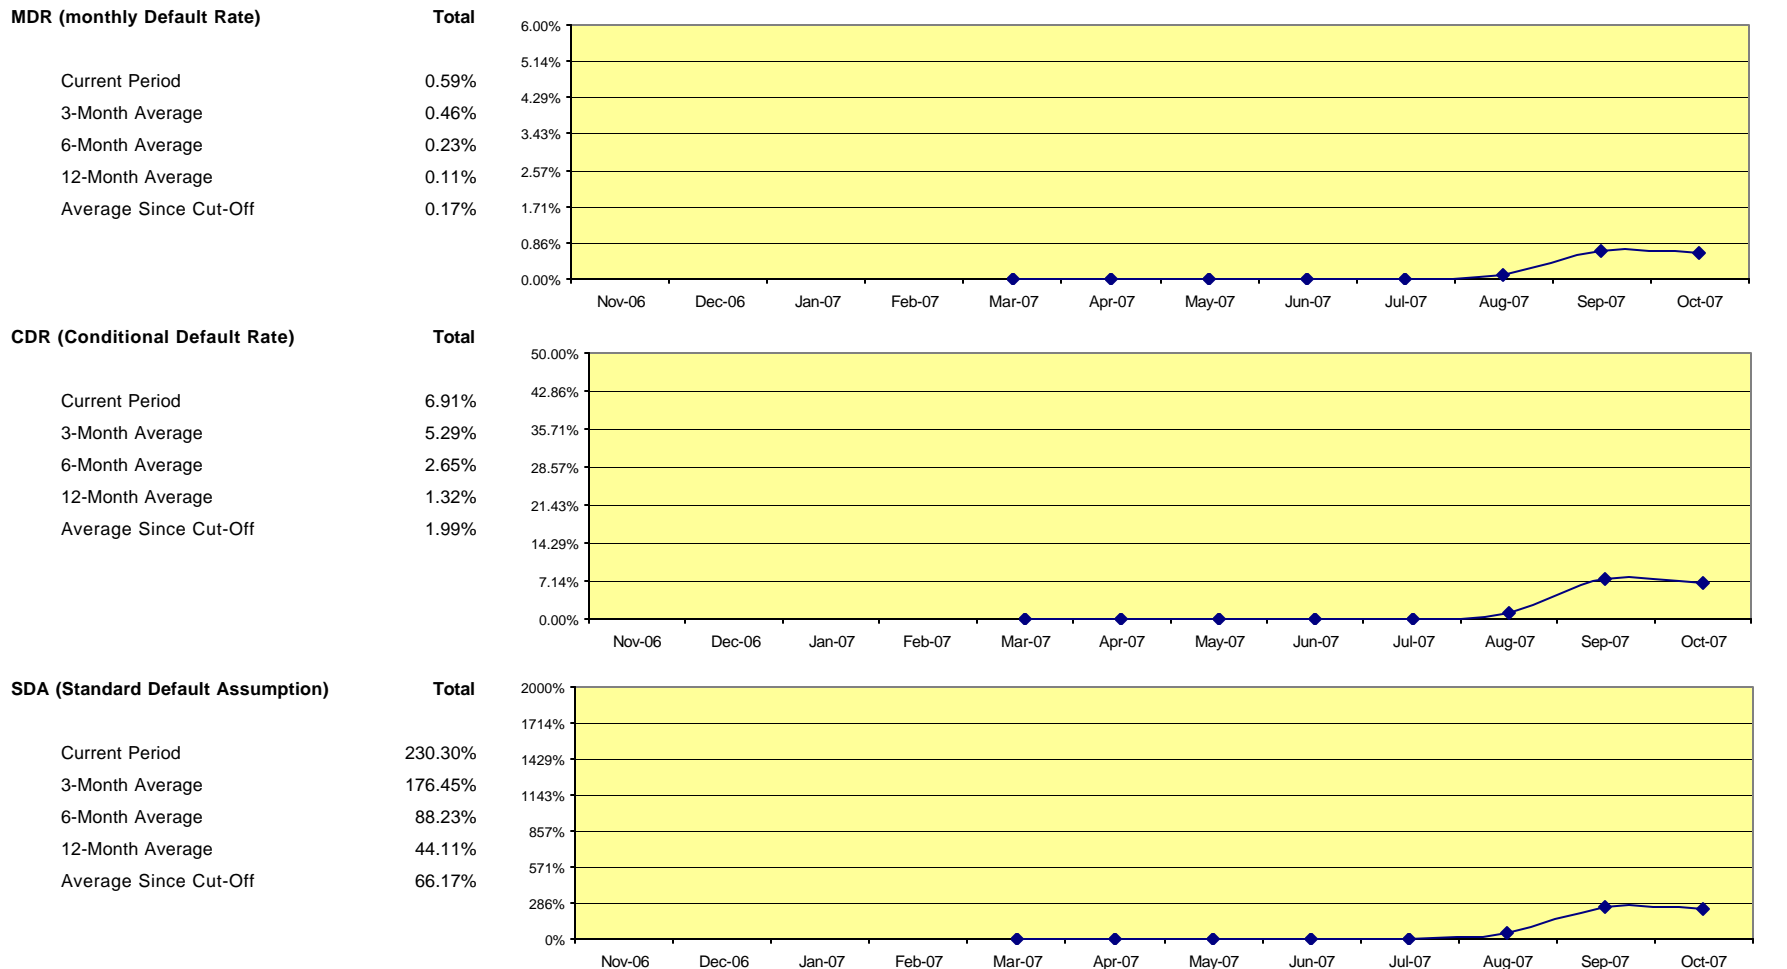 MDR (monthly Default Rate) Total
Current Period 0.59%
3-Month Average 0.46%
6-Month Average 0.23%
12-Month Average 0.11%
Average Since Cut-Off 0.17%
6.00%
5.14%
4.29%
3.43%
2.57%
1.71%
0.86%
0.00%
Nov-06 Dec-06 Jan-07 Feb-07 Mar-07 Apr-07 May-07 Jun-07 Jul-07 Aug-07 Sep-07 Oct-07
CDR (Conditional Default Rate) Total
Current Period 6.91%
3-Month Average 5.29%
6-Month Average 2.65%
12-Month Average 1.32%
Average Since Cut-Off 1.99%
50.00%
42.86%
35.71%
28.57%
21.43%
14.29%
7.14%
0.00%
Nov-06 Dec-06 Jan-07 Feb-07 Mar-07 Apr-07 May-07 Jun-07 Jul-07 Aug-07 Sep-07 Oct-07
SDA (Standard Default Assumption) Total
Current Period 230.30%
3-Month Average 176.45%
6-Month Average 88.23%
12-Month Average 44.11%
Average Since Cut-Off 66.17%
2000%
1714%
1429%
1143%
857%
571%
286%
0%
Nov-06 Dec-06 Jan-07 Feb-07 Mar-07 Apr-07 May-07 Jun-07 Jul-07 Aug-07 Sep-07 Oct-07